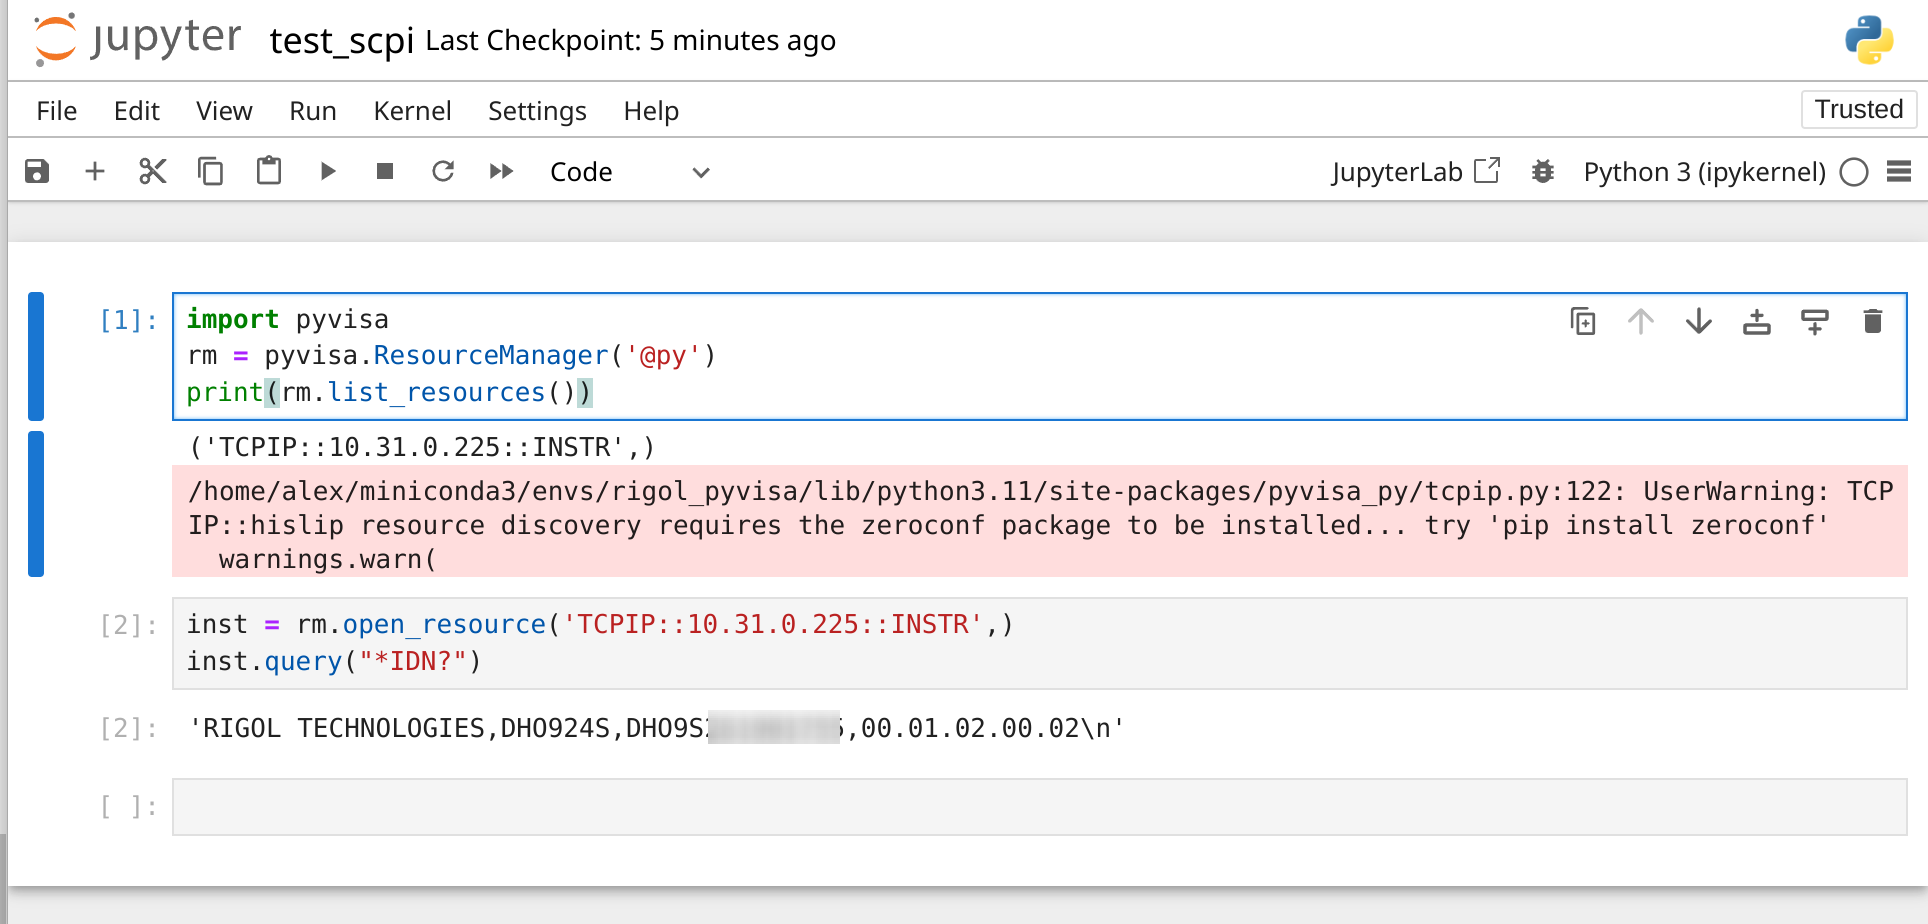 jupyter test_scpi Last Checkpoint: 5 minutes ago
File Edit View Run Kernel Settings Help Trusted
Code JupyterLab Python 3 (ipykernel)
[1]: import pyvisa
rm = pyvisa.ResourceManager('@py')
print(rm.list_resources())
('TCPIP::10.31.0.225::INSTR',)
/home/alex/miniconda3/envs/rigol_pyvisa/lib/python3.11/site-packages/pyvisa_py/tcpip.py:122: UserWarning: TCP
IP::hislip resource discovery requires the zeroconf package to be installed... try 'pip install zeroconf'
warnings.warn(
[2]: inst = rm.open_resource('TCPIP::10.31.0.225::INSTR',)
inst.query("*IDN?")
[2]: 'RIGOL TECHNOLOGIES,DHO924S,DHO9S ,00.01.02.00.02\n'
[ ]: